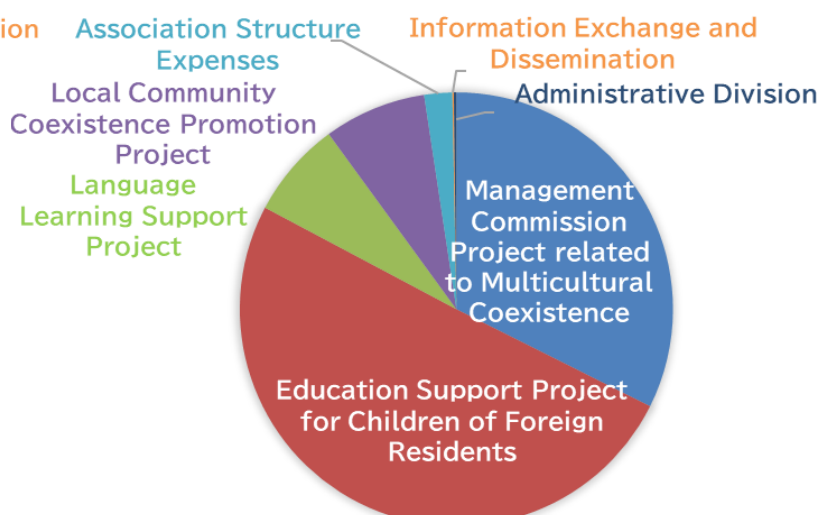 ion
Association Structure
Expenses
Information Exchange and
Dissemination
Administrative Division
Local Community
Coexistence Promotion
Project
Language
Learning Support
Project
Management
Commission
Project related
to Multicultural
Coexistence
Education Support Project
for Children of Foreign
Residents